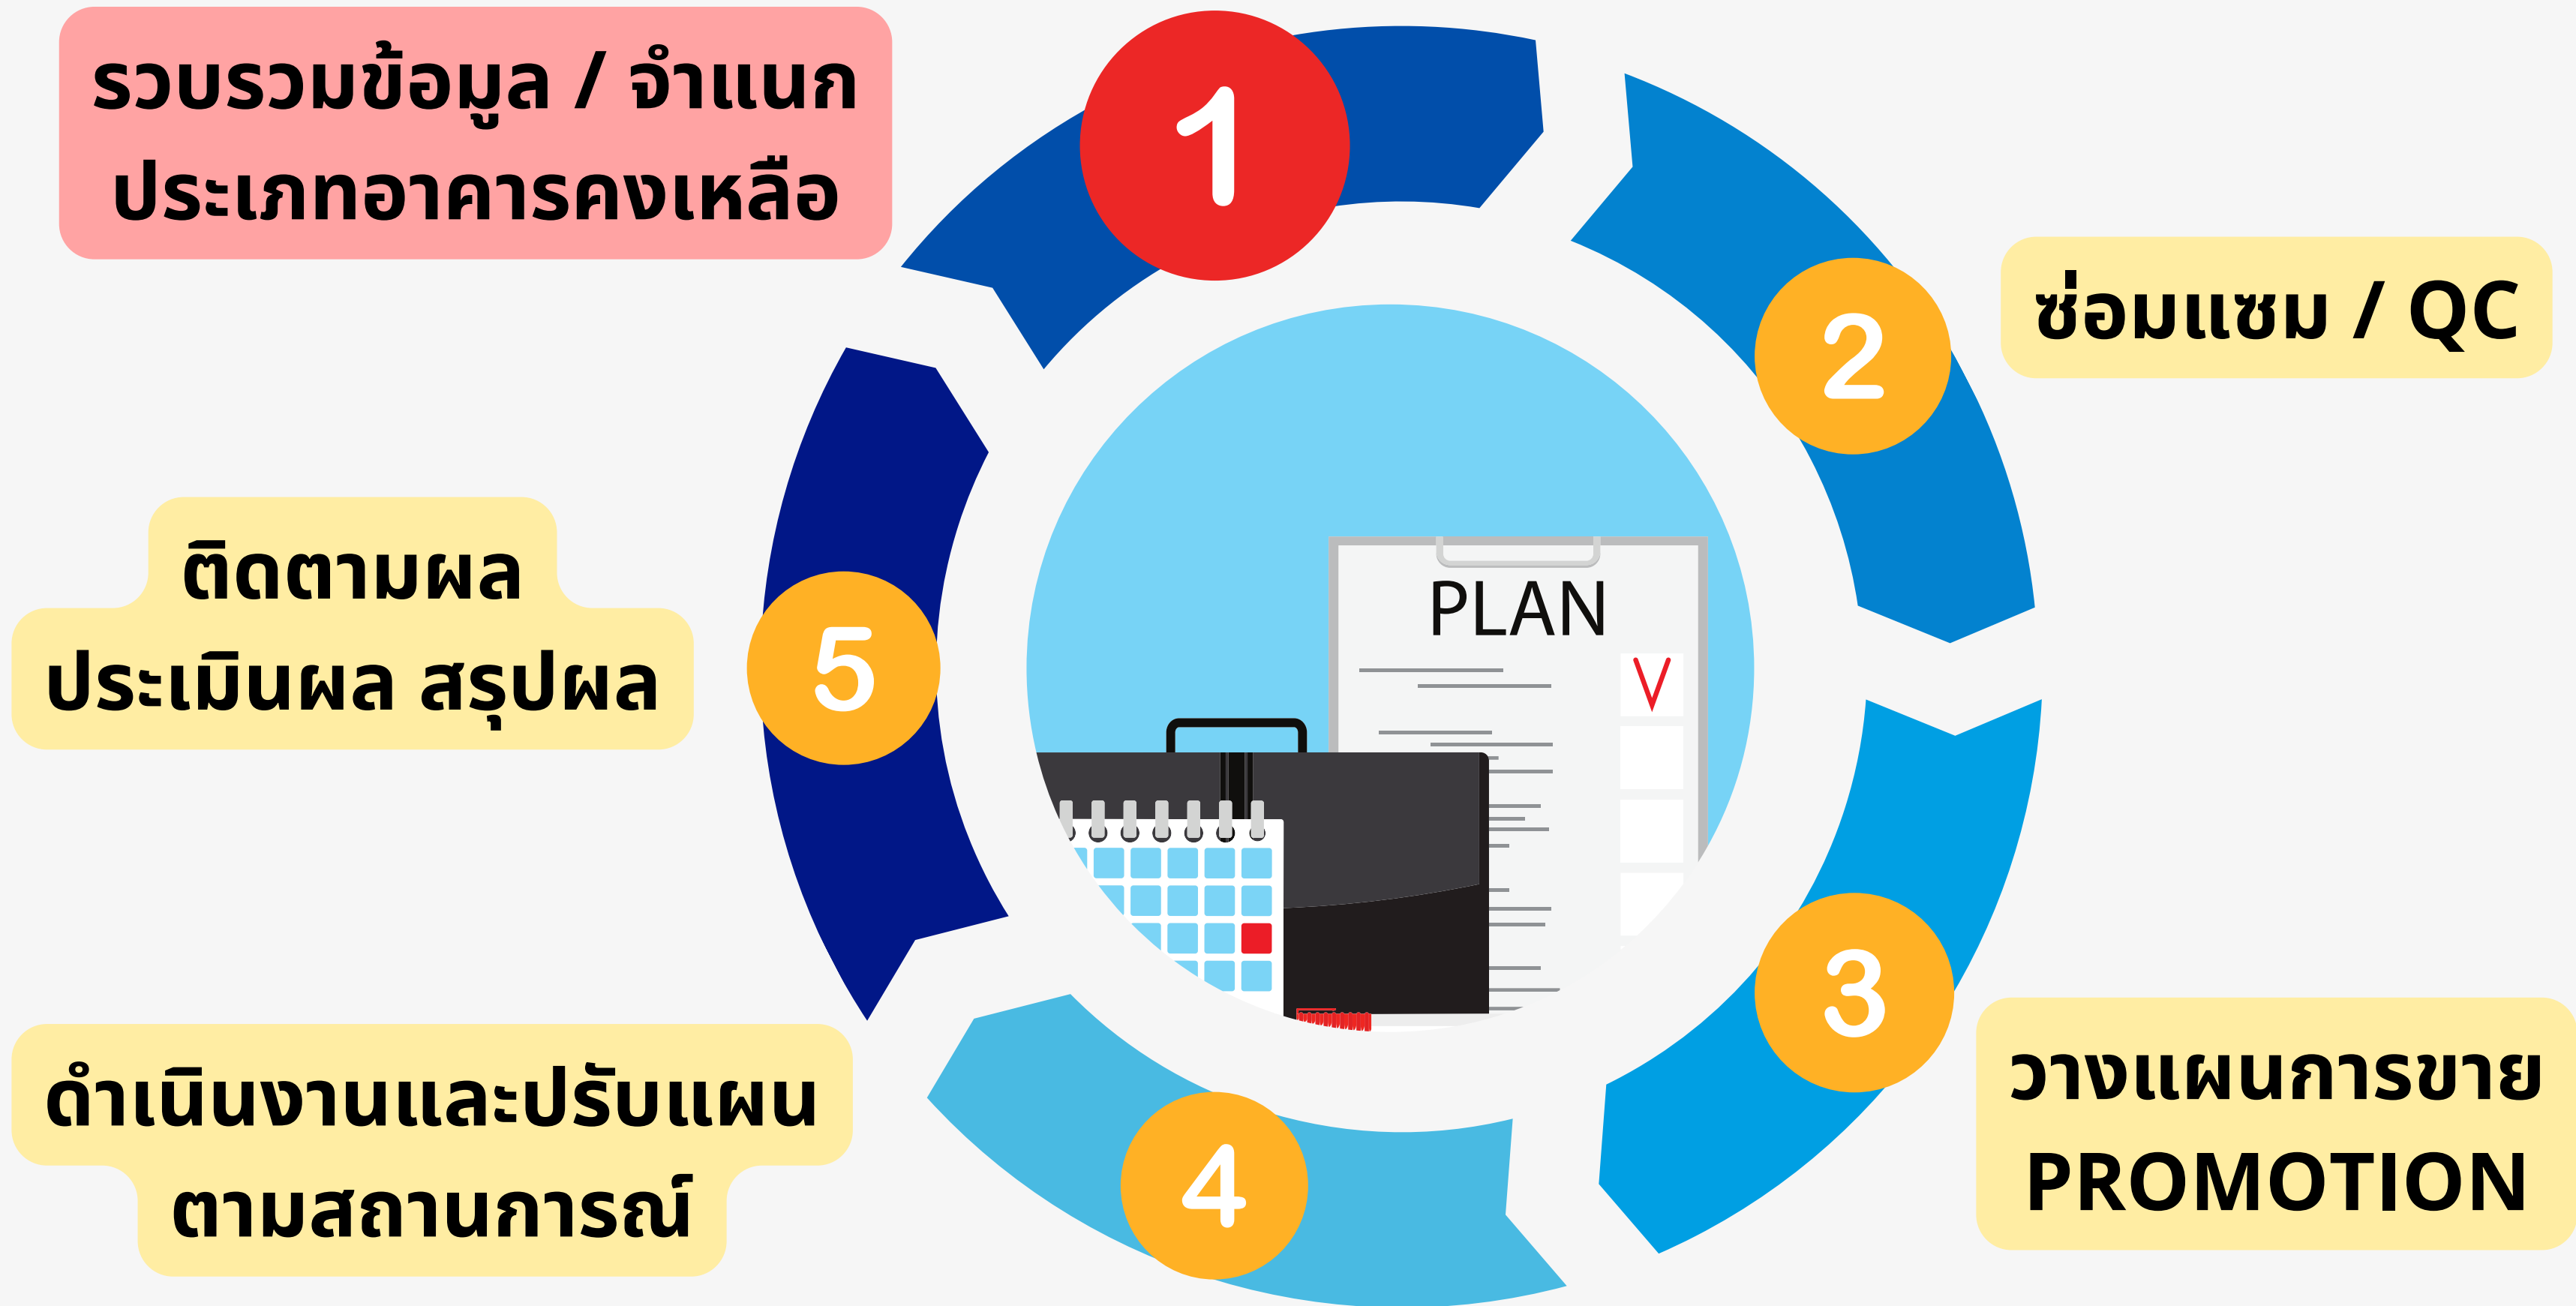 1
รวบรวมข้อมูล / จำแนก
ประเภทอาคารคงเหลือ
2
ซ่อมแซม / QC
3
วางแผนการขาย
PROMOTION
4
ดำเนินงานและปรับแผน
ตามสถานการณ์
5
ติดตามผล
ประเมินผล สรุปผล
PLAN
V